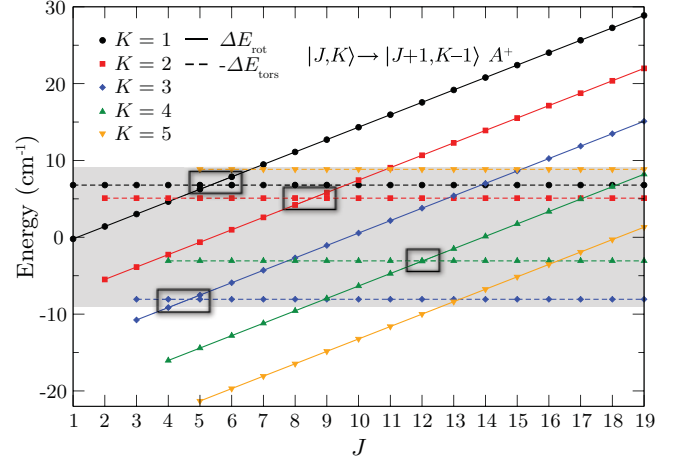 30
20
10
0
-10
-20
Energy (cm⁻¹)
K = 1
K = 2
K = 3
K = 4
K = 5
ΔE_rot
-ΔE_tors
|J,K⟩→ |J+1,K−1⟩ A⁺
1 2 3 4 5 6 7 8 9 10 11 12 13 14 15 16 17 18 19
J